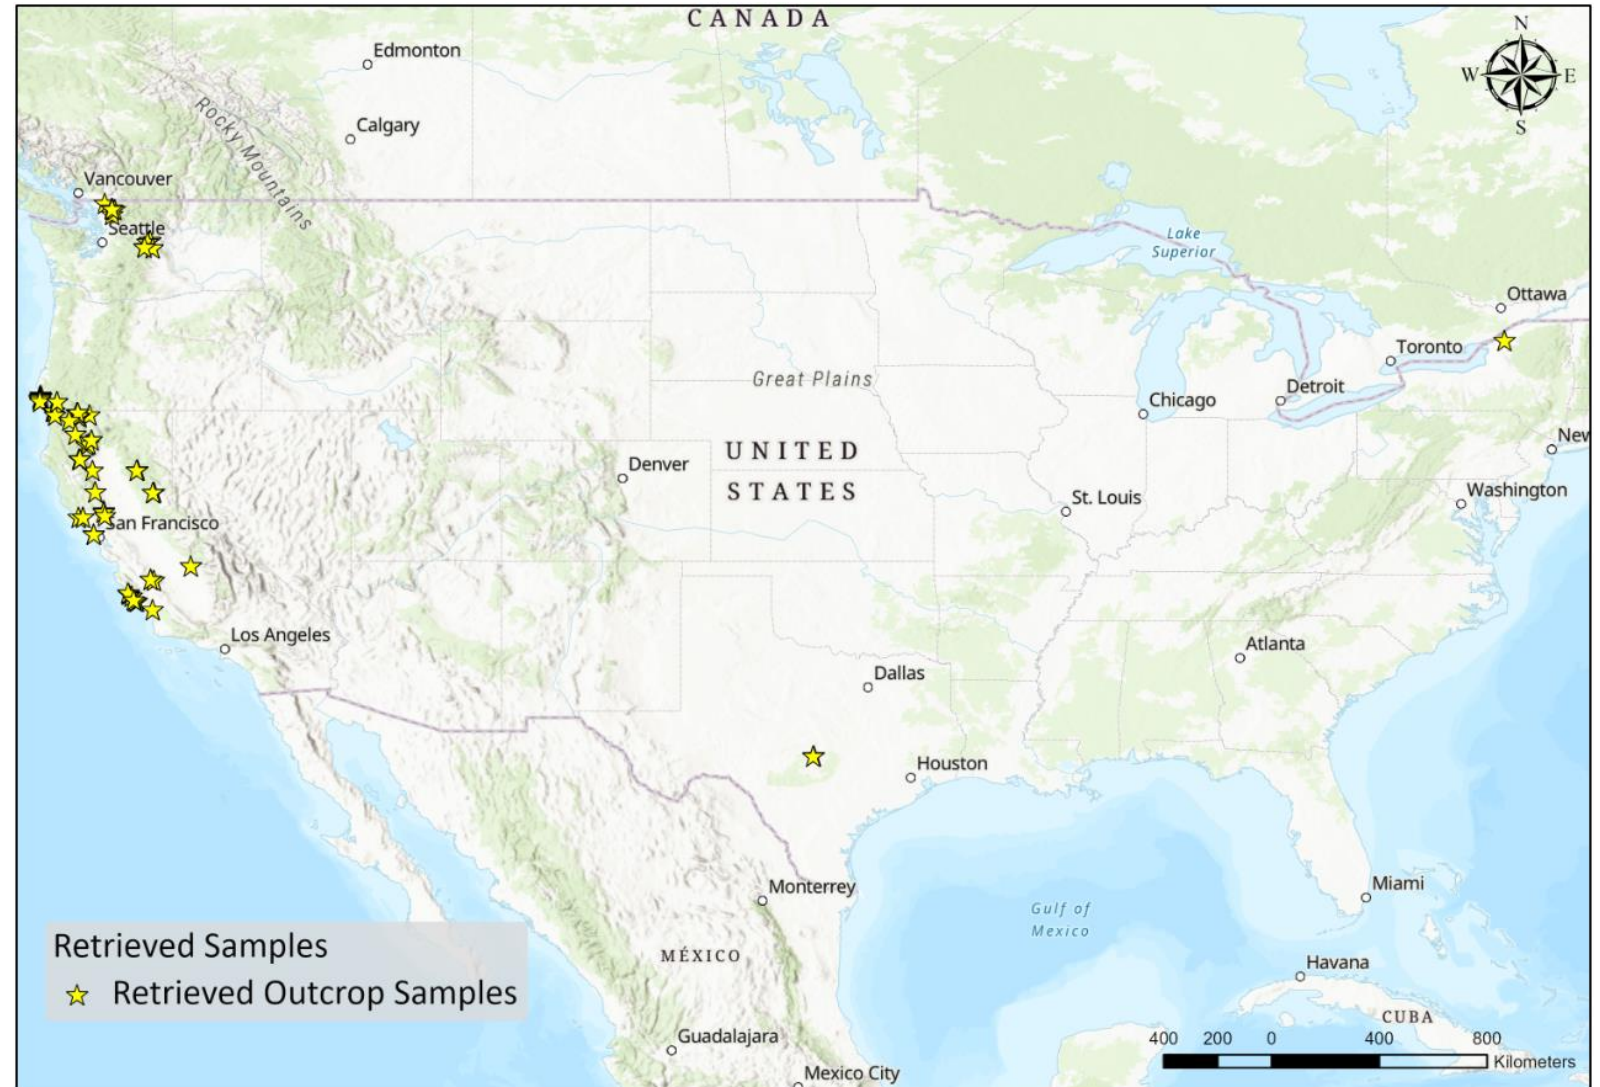 CANADA
N
W
E
S
Edmonton
Calgary
Rocky Mountains
Vancouver
Seattle
Lake
Superior
Ottawa
Toronto
Detroit
Chicago
Great Plains
New
UNITED
STATES
Denver
St. Louis
Washington
San Francisco
Los Angeles
Atlanta
Dallas
Houston
Monterrey
Miami
Gulf of
Mexico
MÉXICO
Havana
CUBA
Guadalajara
Mexico City
Retrieved Samples
Retrieved Outcrop Samples
400 200 0 400 800
Kilometers